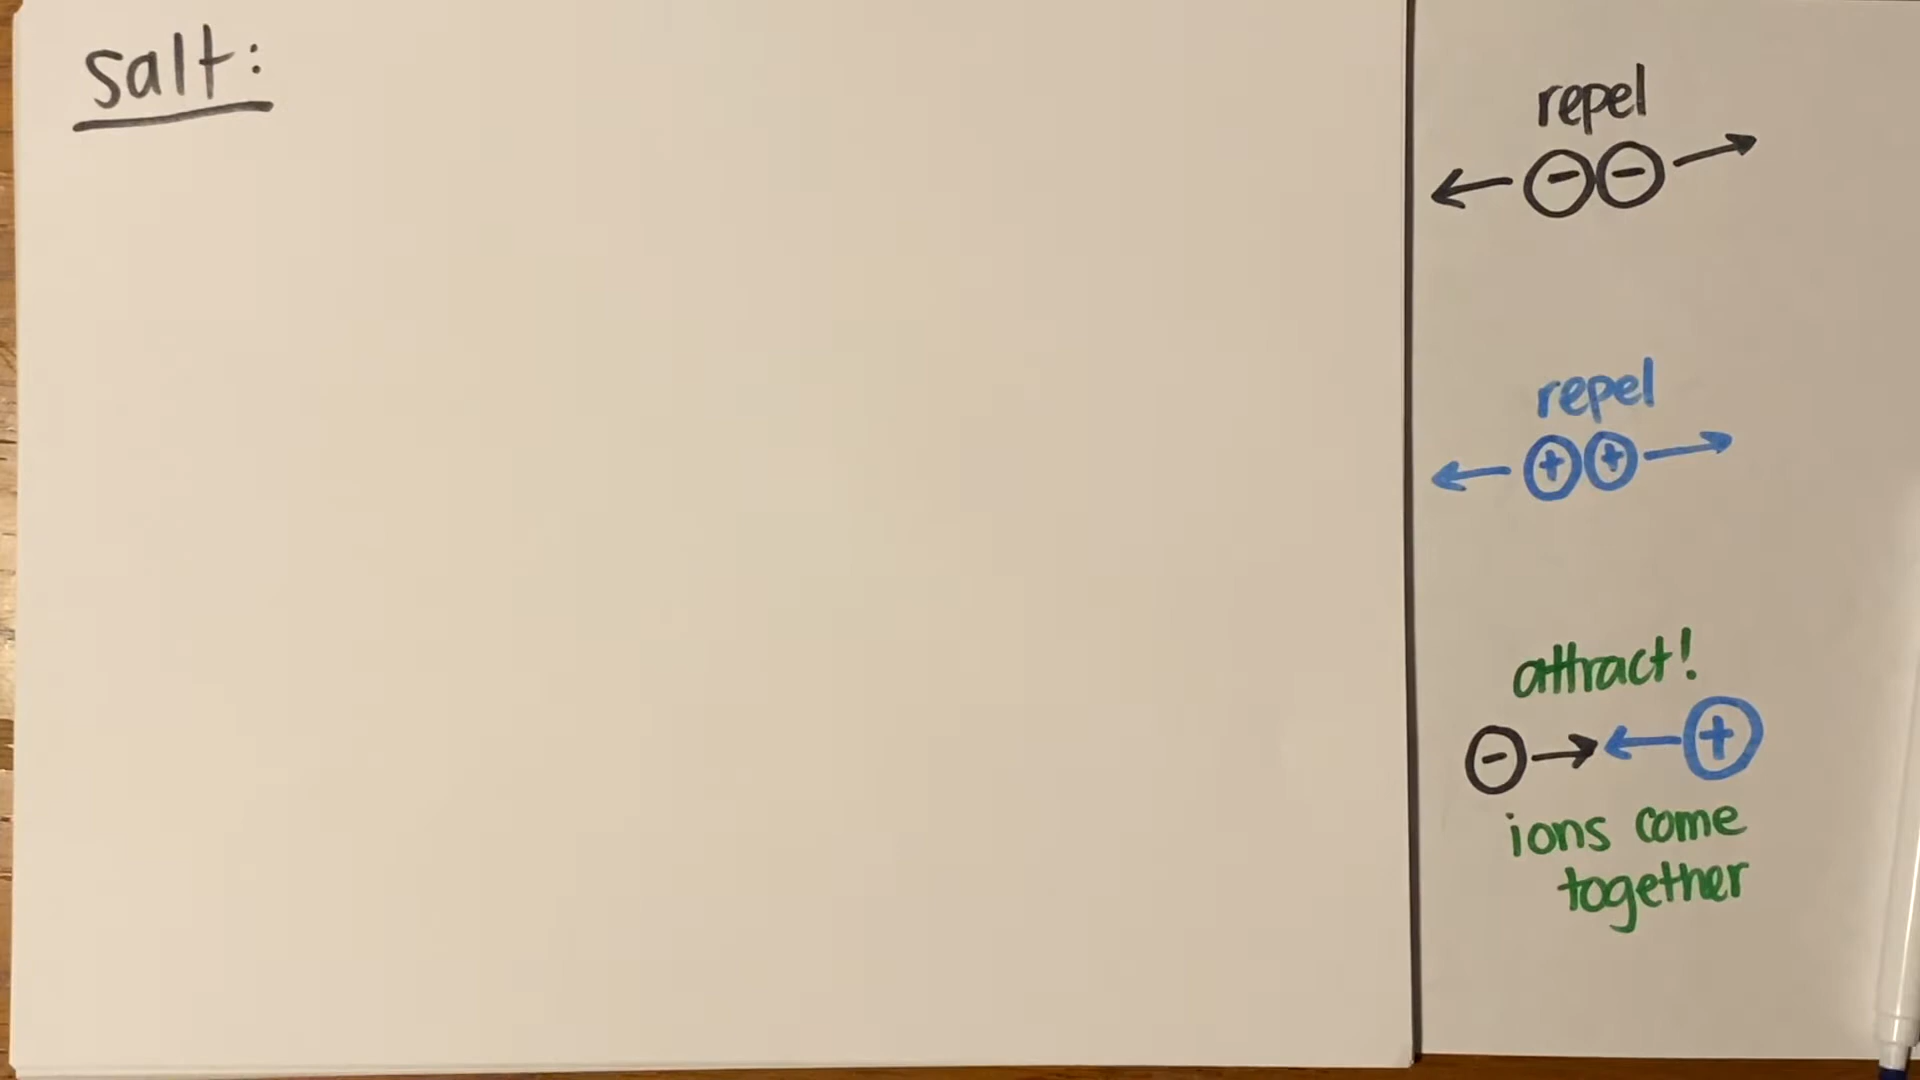 salt:
repel
← ⊖⊖ →
repel
← ⊕⊕ →
attract!
⊖→ ←⊕
ions come
together